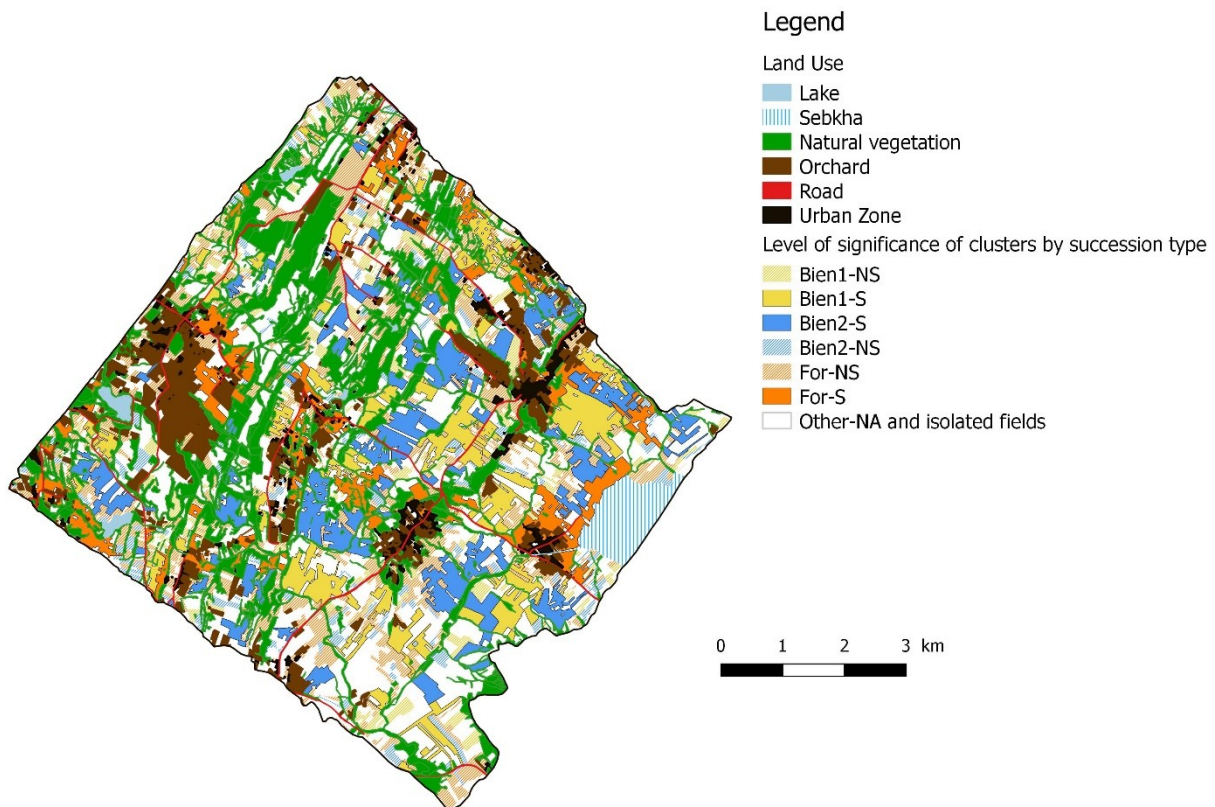 Legend
Land Use
Lake
Sebkha
Natural vegetation
Orchard
Road
Urban Zone
Level of significance of clusters by succession type
Bien1-NS
Bien1-S
Bien2-S
Bien2-NS
For-NS
For-S
Other-NA and isolated fields
0 1 2 3 km